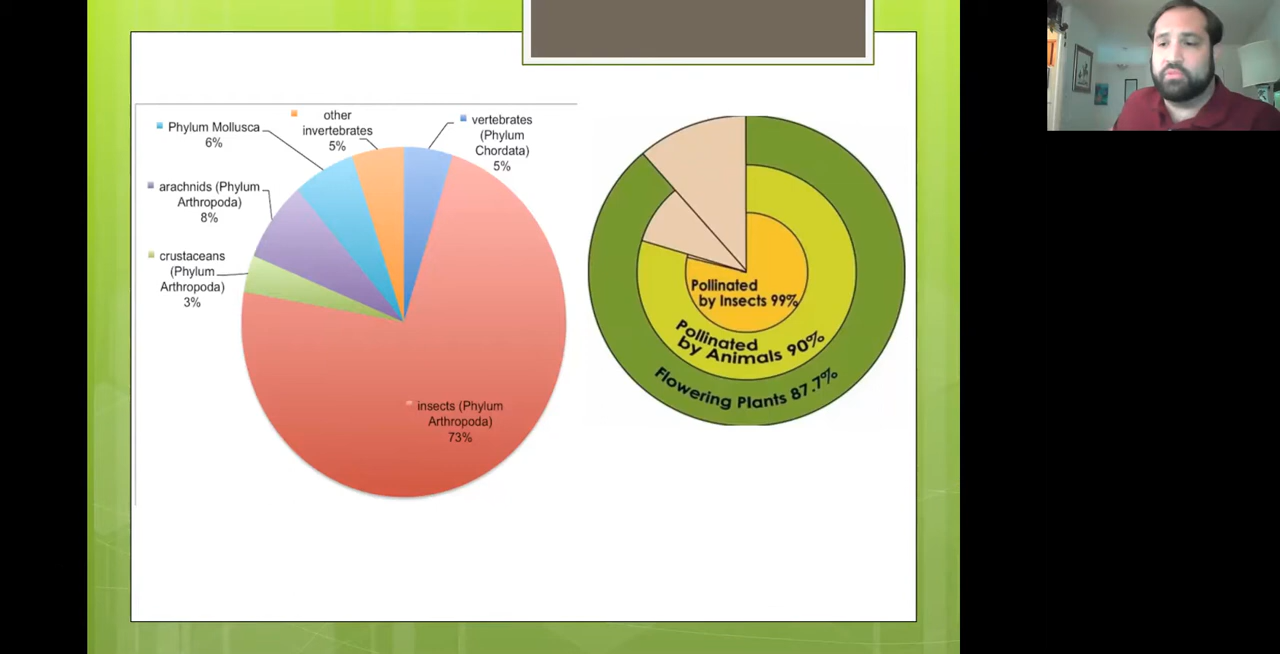 Phylum Mollusca
6%
other
invertebrates
5%
vertebrates
(Phylum
Chordata)
5%
arachnids (Phylum
Arthropoda)
8%
crustaceans
(Phylum
Arthropoda)
3%
insects (Phylum
Arthropoda)
73%
Pollinated
by Insects 99%
Pollinated
by Animals 90%
Flowering Plants 87.7%